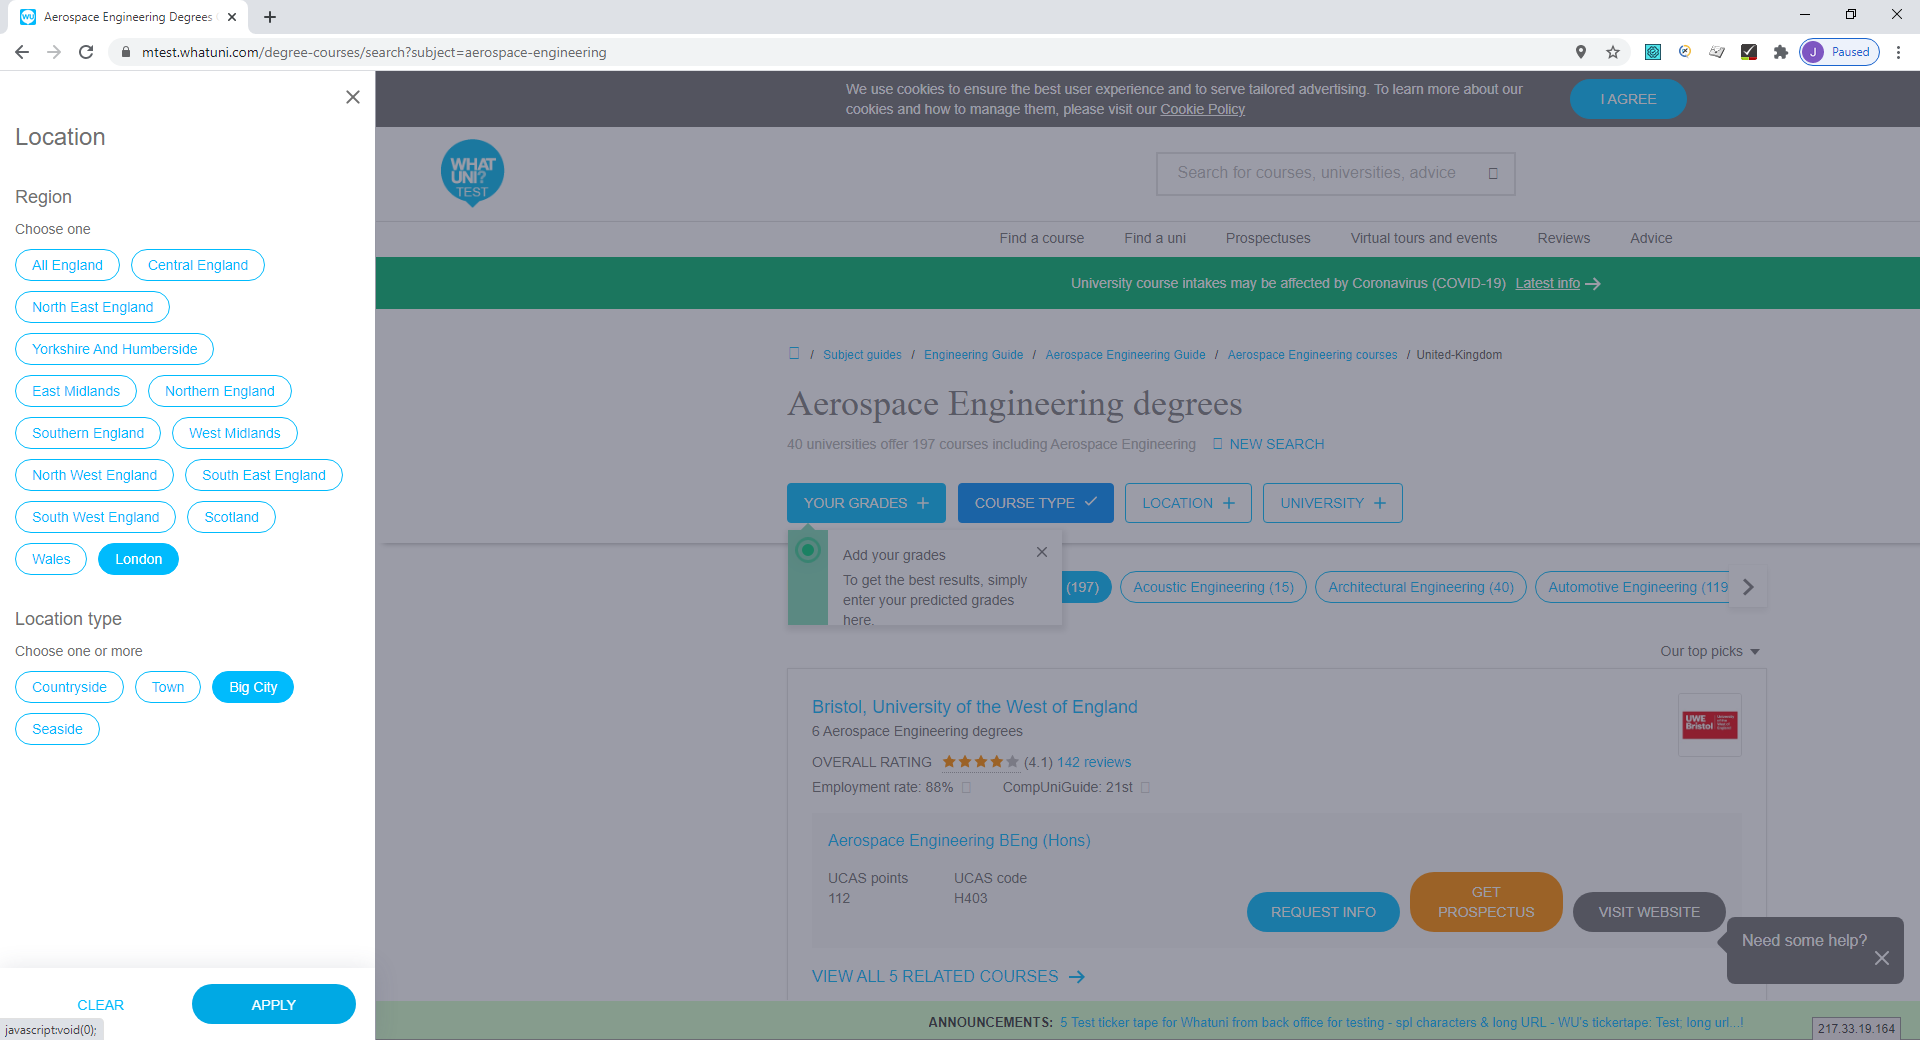 Aerospace Engineering Degrees
mtest.whatuni.com/degree-courses/search?subject=aerospace-engineering
J Paused
Location
Region
Choose one
All England Central England
North East England
Yorkshire And Humberside
East Midlands Northern England
Southern England West Midlands
North West England South East England
South West England Scotland
Wales London
Location type
Choose one or more
Countryside Town Big City
Seaside
CLEAR APPLY
javascript:void(0);
We use cookies to ensure the best user experience and to serve tailored advertising. To learn more about our
cookies and how to manage them, please visit our Cookie Policy
I AGREE
WHAT
UNI?
TEST
Search for courses, universities, advice
Find a course Find a uni Prospectuses Virtual tours and events Reviews Advice
University course intakes may be affected by Coronavirus (COVID-19) Latest info
/ Subject guides / Engineering Guide / Aerospace Engineering Guide / Aerospace Engineering courses / United-Kingdom
Aerospace Engineering degrees
40 universities offer 197 courses including Aerospace Engineering NEW SEARCH
YOUR GRADES + COURSE TYPE LOCATION + UNIVERSITY +
Add your grades
To get the best results, simply
enter your predicted grades
here.
(197) Acoustic Engineering (15) Architectural Engineering (40) Automotive Engineering (119
Our top picks
Bristol, University of the West of England
6 Aerospace Engineering degrees
OVERALL RATING (4.1) 142 reviews
Employment rate: 88% CompUniGuide: 21st
UWE
Bristol
Aerospace Engineering BEng (Hons)
UCAS points UCAS code
112 H403
REQUEST INFO GET PROSPECTUS VISIT WEBSITE
Need some help?
VIEW ALL 5 RELATED COURSES
ANNOUNCEMENTS: 5 Test ticker tape for Whatuni from back office for testing - spl characters & long URL - WU's tickertape: Test; long url...!
217.33.19.164